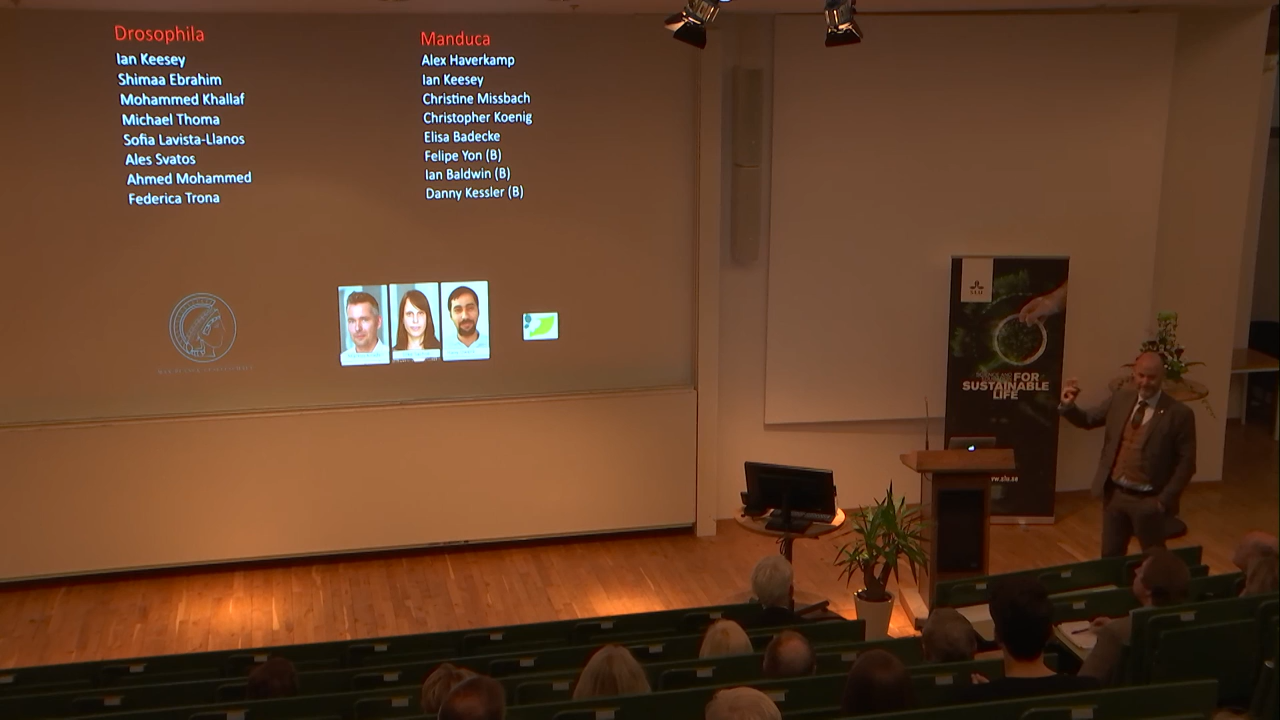 Drosophila
Ian Keesey
Shimaa Ebrahim
Mohammed Khallaf
Michael Thoma
Sofia Lavista-Llanos
Ales Svatos
Ahmed Mohammed
Federica Trona
Manduca
Alex Haverkamp
Ian Keesey
Christine Missbach
Christopher Koenig
Elisa Badecke
Felipe Yon (B)
Ian Baldwin (B)
Danny Kessler (B)
SLU
FOR
SUSTAINABLE
LIFE